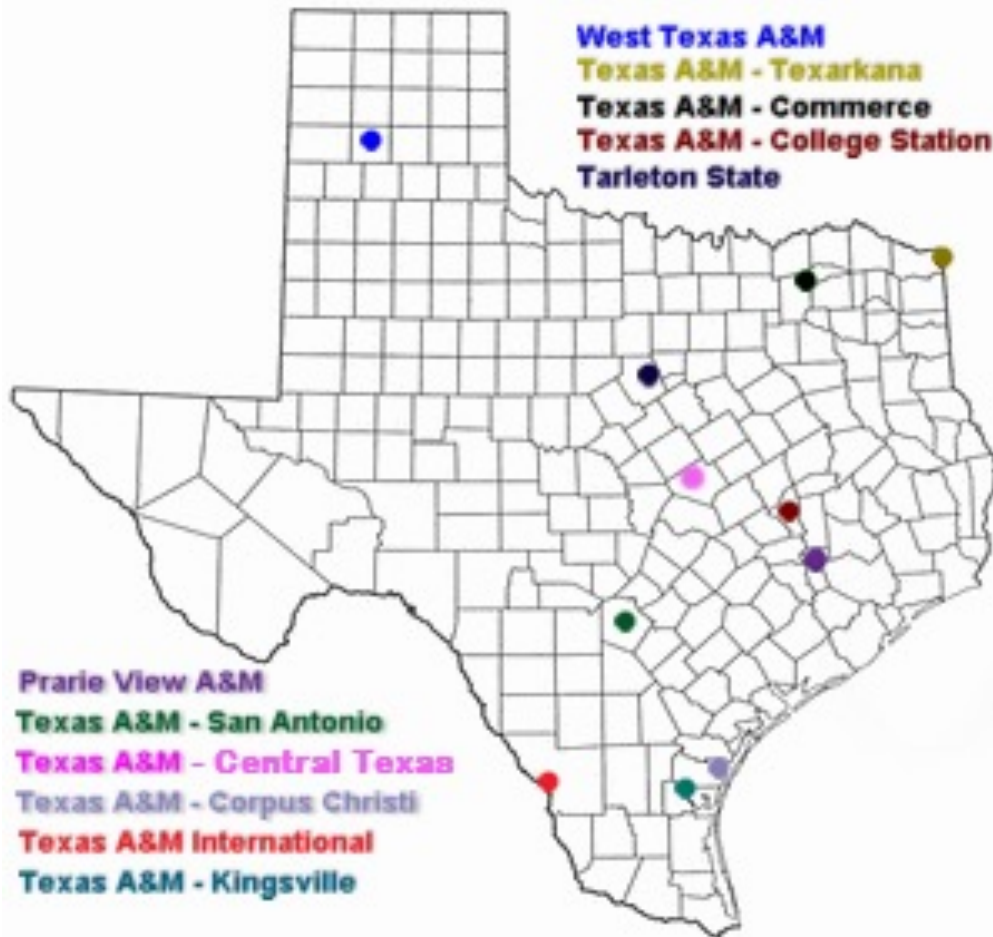 West Texas A&M
Texas A&M - Texarkana
Texas A&M - Commerce
Texas A&M - College Station
Tarleton State
Prarie View A&M
Texas A&M - San Antonio
Texas A&M - Central Texas
Texas A&M - Corpus Christi
Texas A&M International
Texas A&M - Kingsville